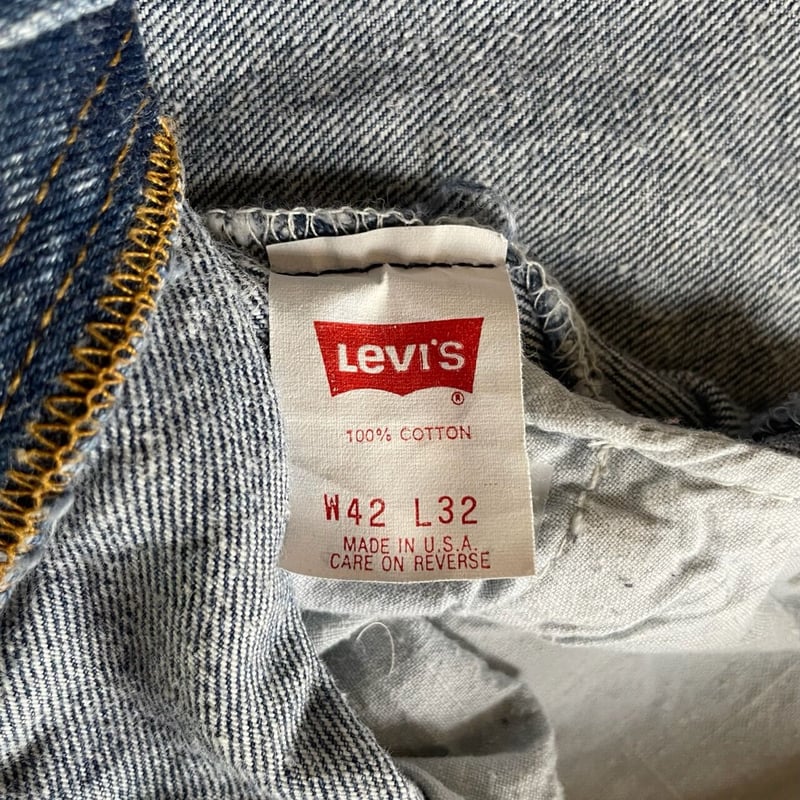 Levi's
®
100% COTTON
W42 L32
MADE IN U.S.A.
CARE ON REVERSE